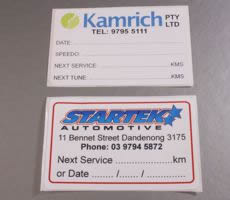 Kamrich PTY LTD
TEL: 9795 5111
DATE:
SPEEDO:
NEXT SERVICE: KMS
NEXT TUNE: KMS
STARTEK
AUTOMOTIVE
11 Bennet Street Dandenong 3175
Phone: 03 9794 5872
Next Service ....................km
or Date ....../....../..................